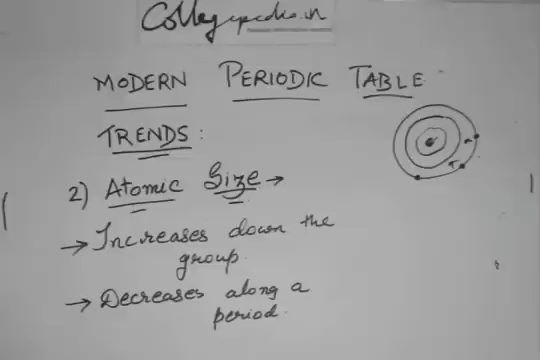 Collegepedia.in
MODERN PERIODIC TABLE
TRENDS:
2) Atomic Size →
→ Increases down the
group.
→ Decreases along a
period.